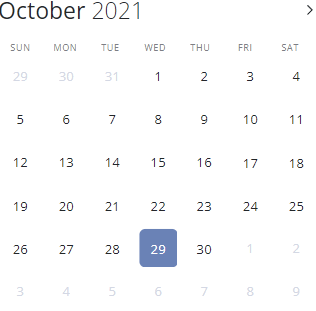 October 2021
SUN MON TUE WED THU FRI SAT
29 30 31 1 2 3 4
5 6 7 8 9 10 11
12 13 14 15 16 17 18
19 20 21 22 23 24 25
26 27 28 29 30 1 2
3 4 5 6 7 8 9